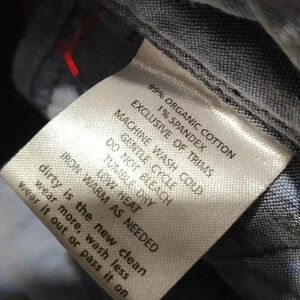 99% ORGANIC COTTON
1% SPANDEX
EXCLUSIVE OF TRIMS
MACHINE WASH COLD
GENTLE CYCLE
DO NOT BLEACH
TUMBLE DRY
LOW HEAT
IRON WARM AS NEEDED
dirty is the new clean
wear more, wash less
wear it out or pass it on